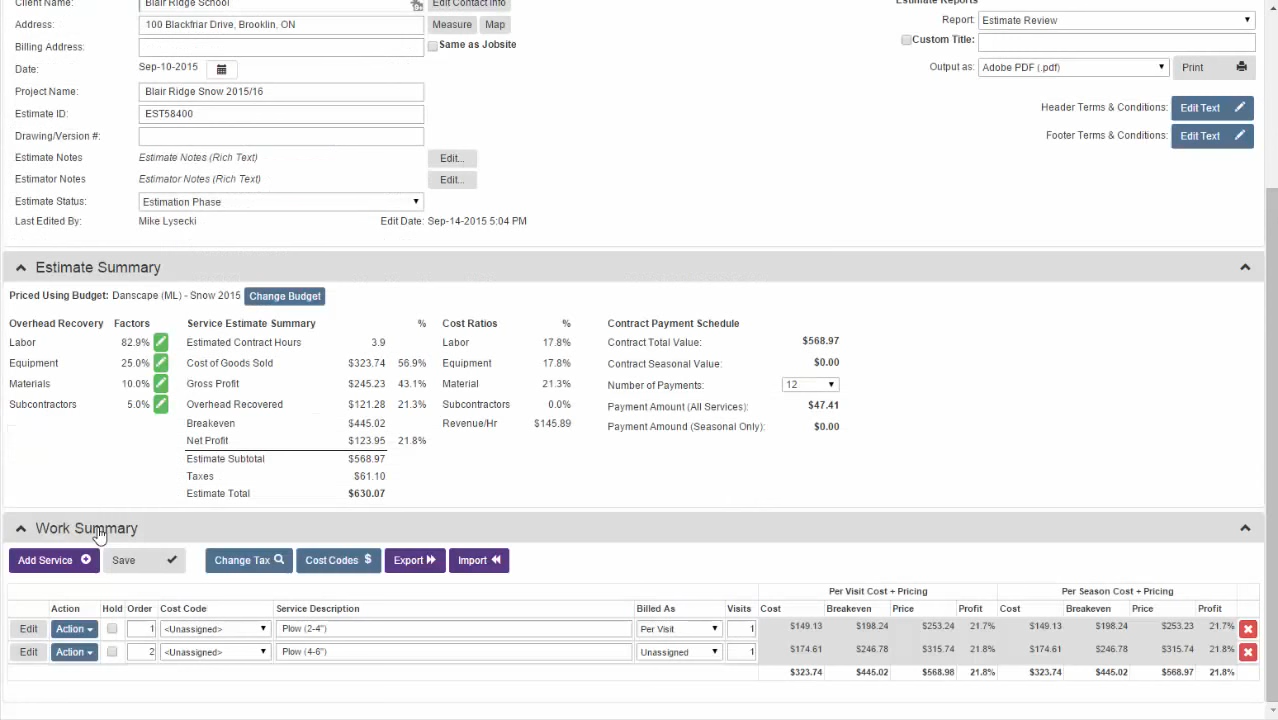 Client Name: Blair Ridge School Edit Contact Info
Estimate Reports
Address: 100 Blackfriar Drive, Brooklin, ON Measure Map
Report: Estimate Review
Billing Address: Same as Jobsite
Custom Title:
Date: Sep-10-2015
Output as: Adobe PDF (.pdf) Print
Project Name: Blair Ridge Snow 2015/16
Header Terms & Conditions: Edit Text
Estimate ID: EST58400
Footer Terms & Conditions: Edit Text
Drawing/Version #:
Estimate Notes Estimate Notes (Rich Text) Edit...
Estimator Notes Estimator Notes (Rich Text) Edit...
Estimate Status: Estimation Phase
Last Edited By: Mike Lysecki Edit Date: Sep-14-2015 5:04 PM
Estimate Summary
Priced Using Budget: Danscape (ML) - Snow 2015 Change Budget
Overhead Recovery Factors Service Estimate Summary % Cost Ratios % Contract Payment Schedule
Labor 82.9% Estimated Contract Hours 3.9 Labor 17.8% Contract Total Value: $568.97
Equipment 25.0% Cost of Goods Sold $323.74 56.9% Equipment 17.8% Contract Seasonal Value: $0.00
Materials 10.0% Gross Profit $245.23 43.1% Material 21.3% Number of Payments: 12
Subcontractors 5.0% Overhead Recovered $121.28 21.3% Subcontractors 0.0% Payment Amount (All Services): $47.41
Breakeven $445.02 Revenue/Hr $145.89 Payment Amound (Seasonal Only): $0.00
Net Profit $123.95 21.8%
Estimate Subtotal $568.97
Taxes $61.10
Estimate Total $630.07
Work Summary
Add Service Save Change Tax Cost Codes $ Export Import
Per Visit Cost + Pricing Per Season Cost + Pricing
Action Hold Order Cost Code Service Description Billed As Visits Cost Breakeven Price Profit Cost Breakeven Price Profit
Edit Action 1 <Unassigned> Plow (2-4") Per Visit 1 $149.13 $198.24 $253.24 21.7% $149.13 $198.24 $253.23 21.7%
Edit Action 2 <Unassigned> Plow (4-6") Unassigned 1 $174.61 $246.78 $315.74 21.8% $174.61 $246.78 $315.74 21.8%
$323.74 $445.02 $568.98 21.8% $323.74 $445.02 $568.97 21.8%